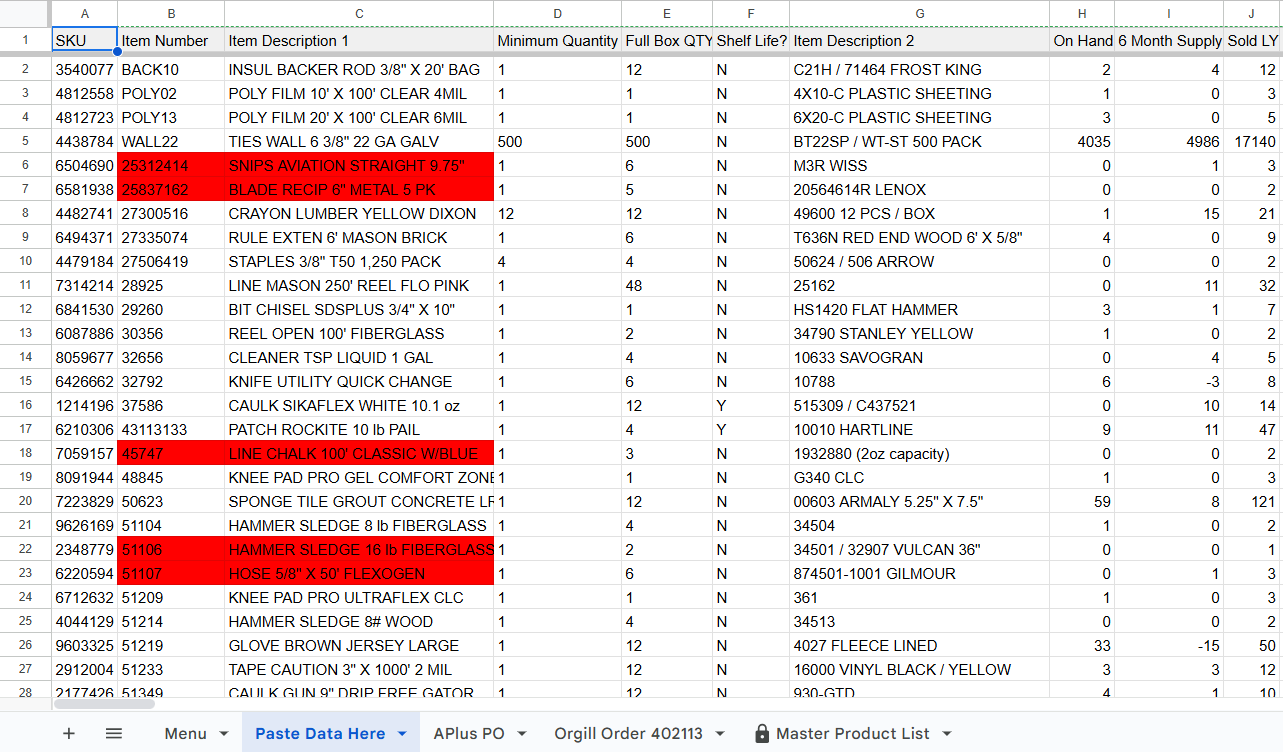 A B C D E F G H I J
1 SKU Item Number Item Description 1 Minimum Quantity Full Box QTY Shelf Life? Item Description 2 On Hand 6 Month Supply Sold LY
2 3540077 BACK10 INSUL BACKER ROD 3/8" X 20' BAG 1 12 N C21H / 71464 FROST KING 2 4 12
3 4812558 POLY02 POLY FILM 10' X 100' CLEAR 4MIL 1 1 N 4X10-C PLASTIC SHEETING 1 0 3
4 4812723 POLY13 POLY FILM 20' X 100' CLEAR 6MIL 1 1 N 6X20-C PLASTIC SHEETING 3 0 5
5 4438784 WALL22 TIES WALL 6 3/8" 22 GA GALV 500 500 N BT22SP / WT-ST 500 PACK 4035 4986 17140
6 6504690 25312414 SNIPS AVIATION STRAIGHT 9.75" 1 6 N M3R WISS 0 1 3
7 6581938 25837162 BLADE RECIP 6" METAL 5 PK 1 5 N 20564614R LENOX 0 0 2
8 4482741 27300516 CRAYON LUMBER YELLOW DIXON 12 12 N 49600 12 PCS / BOX 1 15 21
9 6494371 27335074 RULE EXTEN 6' MASON BRICK 1 6 N T636N RED END WOOD 6' X 5/8" 4 0 9
10 4479184 27506419 STAPLES 3/8" T50 1,250 PACK 4 4 N 50624 / 506 ARROW 0 0 2
11 7314214 28925 LINE MASON 250' REEL FLO PINK 1 48 N 25162 0 11 32
12 6841530 29260 BIT CHISEL SDSPLUS 3/4" X 10" 1 1 N HS1420 FLAT HAMMER 3 1 7
13 6087886 30356 REEL OPEN 100' FIBERGLASS 1 2 N 34790 STANLEY YELLOW 1 0 2
14 8059677 32656 CLEANER TSP LIQUID 1 GAL 1 4 N 10633 SAVOGRAN 0 4 5
15 6426662 32792 KNIFE UTILITY QUICK CHANGE 1 6 N 10788 6 -3 8
16 1214196 37586 CAULK SIKAFLEX WHITE 10.1 oz 1 12 Y 515309 / C437521 0 10 14
17 6210306 43113133 PATCH ROCKITE 10 lb PAIL 1 4 Y 10010 HARTLINE 9 11 47
18 7059157 45747 LINE CHALK 100' CLASSIC W/BLUE 1 3 N 1932880 (2oz capacity) 0 0 2
19 8091944 48845 KNEE PAD PRO GEL COMFORT ZONE 1 1 N G340 CLC 1 0 3
20 7223829 50623 SPONGE TILE GROUT CONCRETE LF 1 12 N 00603 ARMALY 5.25" X 7.5" 59 8 121
21 9626169 51104 HAMMER SLEDGE 8 lb FIBERGLASS 1 4 N 34504 1 0 2
22 2348779 51106 HAMMER SLEDGE 16 lb FIBERGLASS 1 2 N 34501 / 32907 VULCAN 36" 0 0 1
23 6220594 51107 HOSE 5/8" X 50' FLEXOGEN 1 6 N 874501-1001 GILMOUR 0 1 3
24 6712632 51209 KNEE PAD PRO ULTRAFLEX CLC 1 1 N 361 1 0 3
25 4044129 51214 HAMMER SLEDGE 8# WOOD 1 4 N 34513 0 0 2
26 9603325 51219 GLOVE BROWN JERSEY LARGE 1 12 N 4027 FLEECE LINED 33 -15 50
27 2912004 51233 TAPE CAUTION 3" X 1000' 2 MIL 1 12 N 16000 VINYL BLACK / YELLOW 3 3 12
28 2177426 51349 CAULK GUN 9" DRIP FREE GATOR 1 12 N 930-GTD 4 1 10
Menu Paste Data Here APlus PO Orgill Order 402113 Master Product List